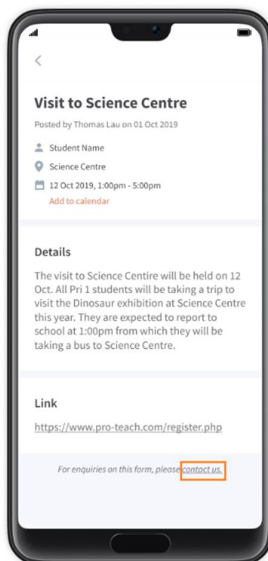 Visit to Science Centre
Posted by Thomas Lau on 01 Oct 2019
Student Name
Science Centre
12 Oct 2019, 1:00pm - 5:00pm
Add to calendar
Details
The visit to Science Centire will be held on 12
Oct. All Pri 1 students will be taking a trip to
visit the Dinosaur exhibition at Science Centre
this year. They are expected to report to
school at 1:00pm from which they will be
taking a bus to Science Centre.
Link
https://www.pro-teach.com/register.php
For enquiries on this form, please contact us.